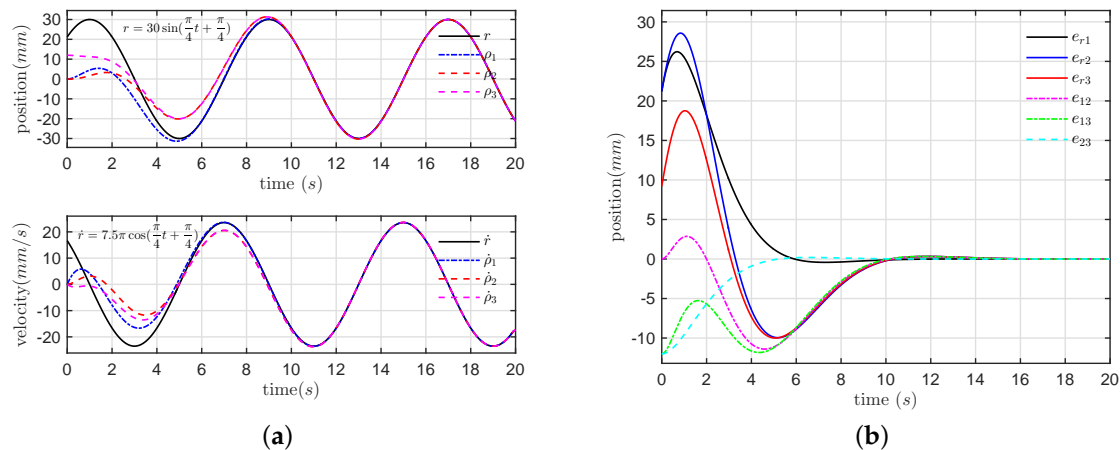 30
20
10
0
-10
-20
-30
position(mm)
r = 30 sin(π/4 t + π/4)
r
ρ1
ρ2
ρ3
0 2 4 6 8 10 12 14 16 18 20
time (s)
20
10
0
-10
-20
velocity(mm/s)
ṙ = 7.5π cos(π/4 t + π/4)
ṙ
ρ̇1
ρ̇2
ρ̇3
0 2 4 6 8 10 12 14 16 18 20
time(s)
(a)
30
25
20
15
10
5
0
-5
-10
position(mm)
er1
er2
er3
e12
e13
e23
0 2 4 6 8 10 12 14 16 18 20
time (s)
(b)